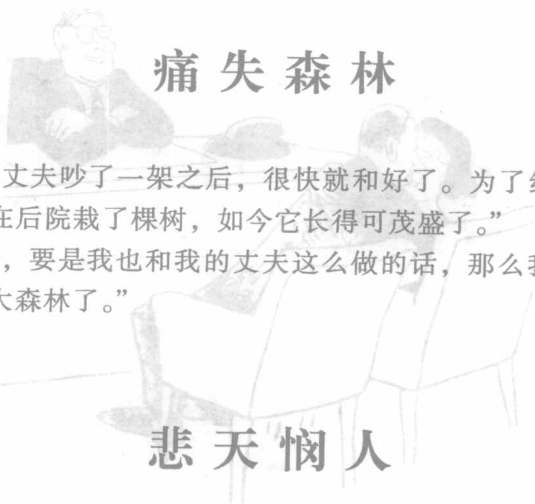 痛失森林
丈夫吵了一架之后，很快就和好了。为了
在后院栽了棵树，如今它长得可茂盛了。”
，要是我也和我的丈夫这么做的话，那么我
大森林了。”
悲天悯人